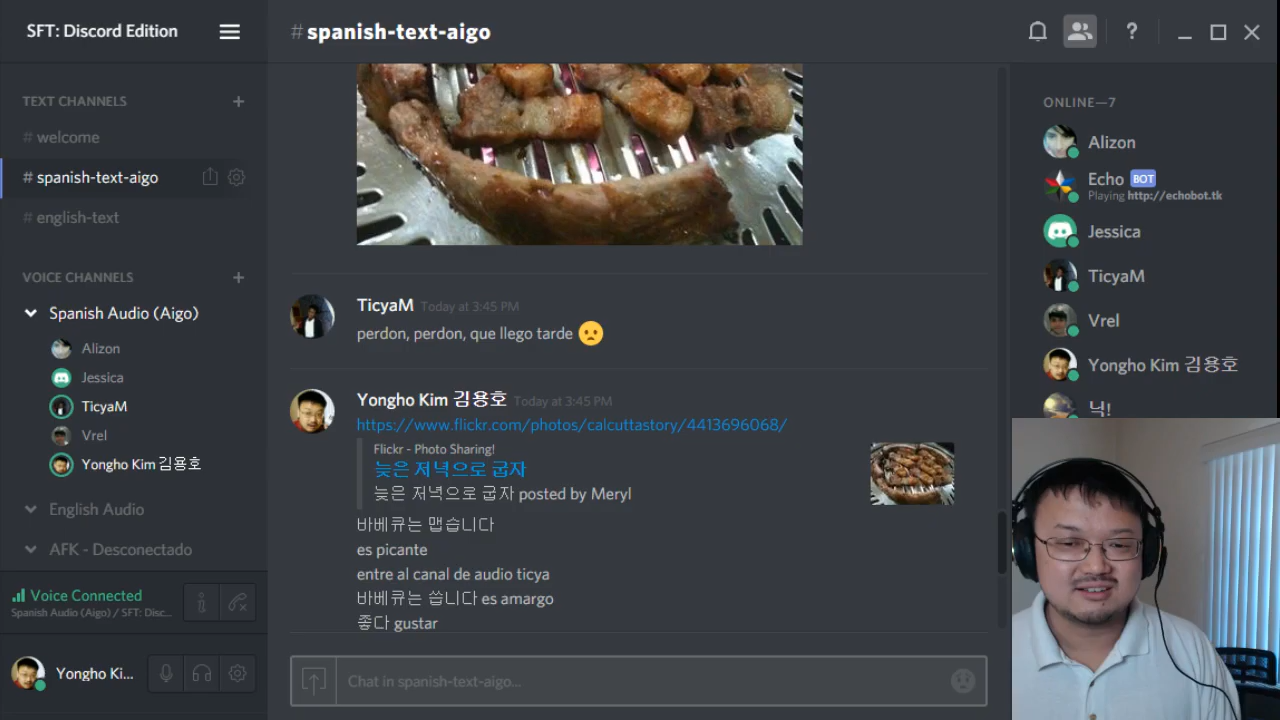 SFT: Discord Edition
TEXT CHANNELS
# welcome
# spanish-text-aigo
# english-text
VOICE CHANNELS
Spanish Audio (Aigo)
Alizon
Jessica
TicyaM
Vrel
Yongho Kim 김용호
English Audio
AFK - Desconectado
Voice Connected
Spanish Audio (Aigo) / SFT: Disc...
Yongho Ki...
# spanish-text-aigo
TicyaM Today at 3:45 PM
perdon, perdon, que llego tarde
Yongho Kim 김용호 Today at 3:45 PM
https://www.flickr.com/photos/calcuttastory/4413696068/
Flickr - Photo Sharing!
늦은 저녁으로 굽자
늦은 저녁으로 굽자 posted by Meryl
바베큐는 맵습니다
es picante
entre al canal de audio ticya
바베큐는 씁니다 es amargo
좋다 gustar
Chat in spanish-text-aigo...
ONLINE—7
Alizon
Echo BOT
Playing http://echobot.tk
Jessica
TicyaM
Vrel
Yongho Kim 김용호
닉!